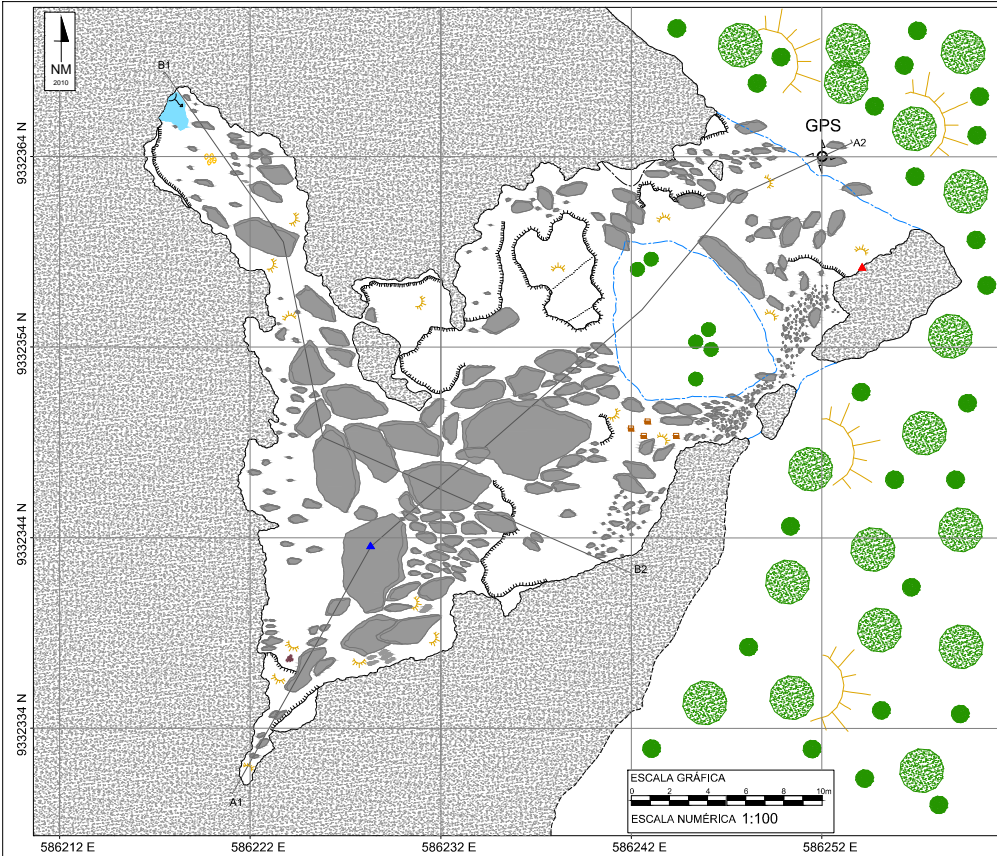 NM
2010
B1
GPS
A2
9332364 N
9332354 N
9332344 N
9332334 N
B2
A1
ESCALA GRÁFICA
0 2 4 6 8 10m
ESCALA NUMÉRICA 1:100
586212 E 586222 E 586232 E 586242 E 586252 E